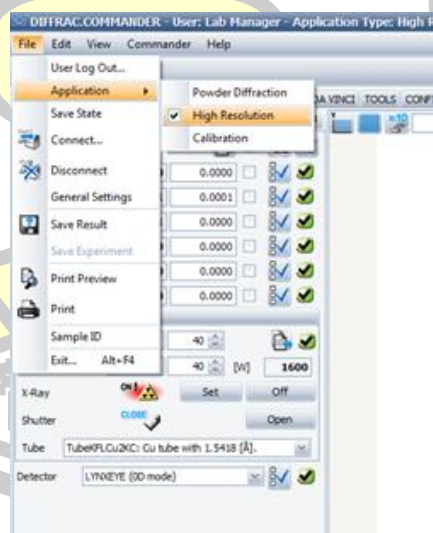 DIFFRAC.COMMANDER - User: Lab Manager - Application Type: High R
File Edit View Commander Help
User Log Out...
Application
Powder Diffraction
DA VINCI TOOLS CONF
Save State
High Resolution
Connect...
Calibration
Disconnect
0.0000
General Settings
0.0001
Save Result
0.0000
Save Experiment
0.0000
Print Preview
0.0000
Print
0.0000
Sample ID
40
Exit... Alt+F4
40 [W] 1600
X-Ray ON Set Off
Shutter CLOSE Open
Tube TubeKFLCu2KC: Cu tube with 1.5418 [Å].
Detector LYNXEYE (0D mode)